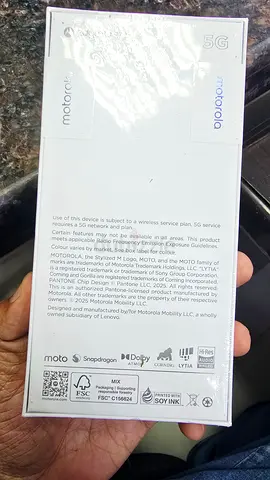 5G
motorola
motorola
Use of this device is subject to a wireless service plan. 5G service
requires a 5G network and plan.
Certain features may not be available in all areas. This product
meets applicable Radio Frequency Emission Exposure Guidelines.
Colour varies by market. See box label for colour.
MOTOROLA, the Stylized M Logo, MOTO, and the MOTO family of
marks are trademarks of Motorola Trademark Holdings, LLC. "LYTIA"
is a registered trademark or trademark of Sony Group Corporation.
Corning and Gorilla are trademarks of Corning Incorporated.
PANTONE, Chip Design © Pantone LLC, 2025. All rights reserved.
This is an authorized, Pantone-licensed product manufactured by
Motorola. All other trademarks are the property of their respective
owners. © 2025 Motorola Mobility LLC.
Designed and manufactured by/for Motorola Mobility LLC, a wholly
owned subsidiary of Lenovo.
moto
Snapdragon
Dolby
ATMOS
LYTIA
Hi-Res
AUDIO
motorola.com
FSC
MIX
Packaging | Supporting
responsible forestry
FSC® C156624
PRINTED WITH
SOY INK